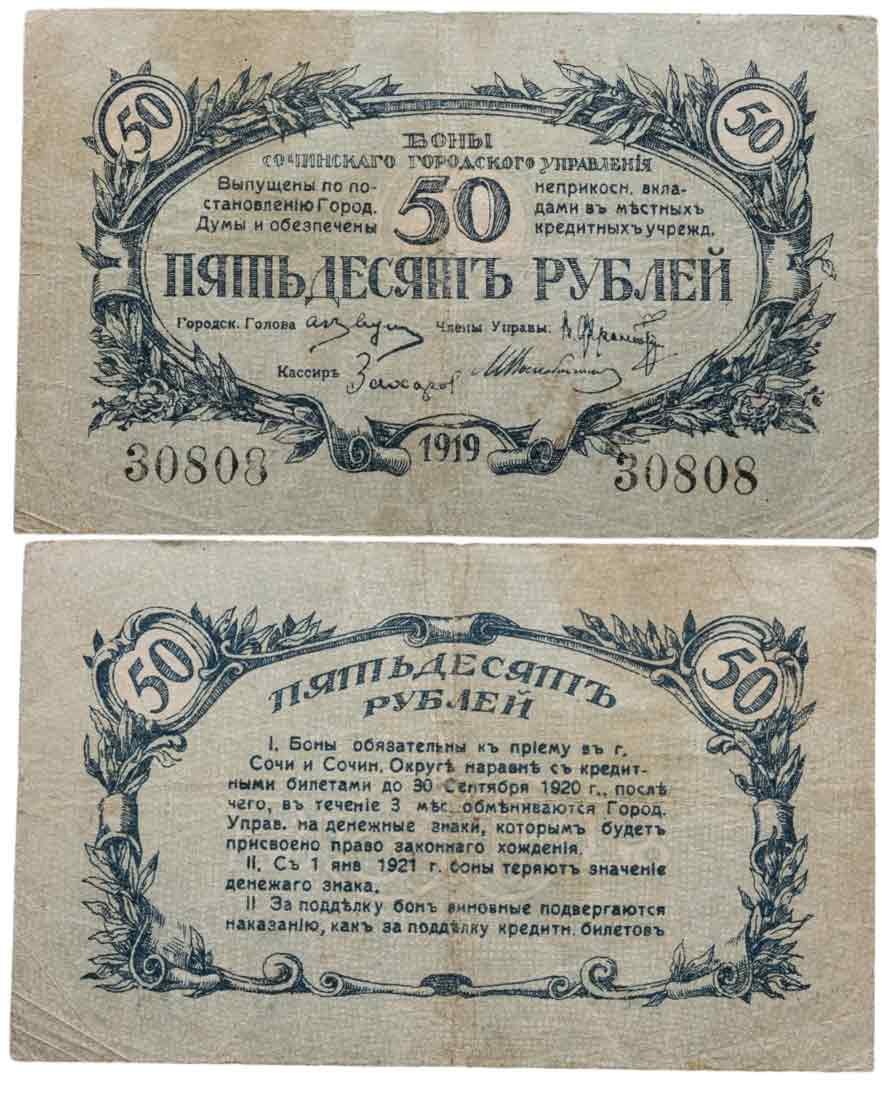 50 50
БОНЫ
СОЧИНСКАГО ГОРОДСКОГО УПРАВЛЕНІЯ
Выпущены по по-
становленію Город.
Думы и обезпечены
50
неприкосн. вкла-
дами въ мѣстныхъ
кредитныхъ учрежд.
ПЯТЬДЕСЯТЪ РУБЛЕЙ
Городск. Голова Члены Управы:
Кассиръ Захаров
1919
30808 30808
50 50
ПЯТЬДЕСЯТЪ
РУБЛЕЙ
I. Боны обязательны къ пріему въ г.
Сочи и Сочин. Округѣ наравнѣ съ кредит-
ными билетами до 30 Сентября 1920 г., послѣ
чего, въ теченіе 3 мѣс. обмѣниваются Город.
Управ. на денежные знаки, которымъ будетъ
присвоено право законнаго хожденія.
II. Съ 1 янв 1921 г. боны теряютъ значеніе
денежаго знака.
II За поддѣлку бонъ виновные подвергаются
наказанію, какъ за поддѣлку кредитн. билетовъ